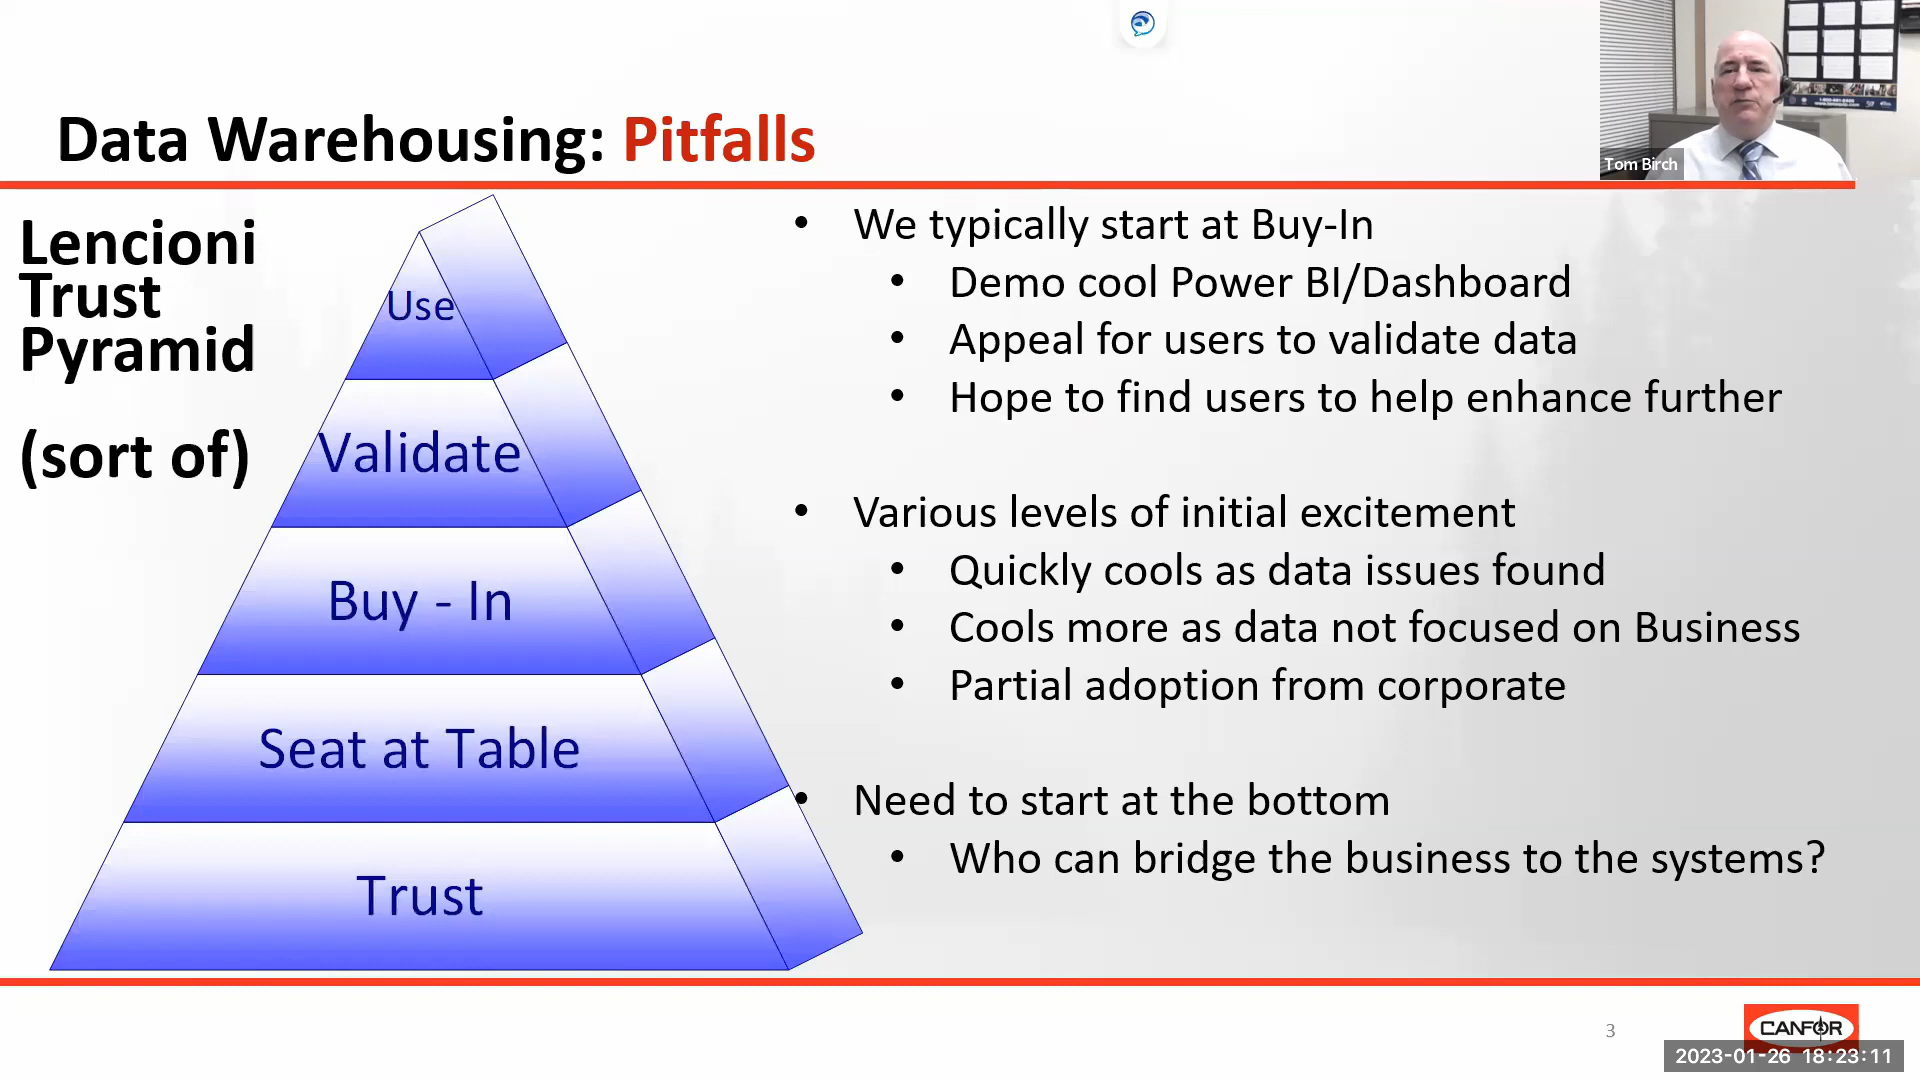 Data Warehousing: Pitfalls
Tom Birch
Lencioni
Trust
Pyramid
(sort of)
Use
Validate
Buy - In
Seat at Table
Trust
• We typically start at Buy-In
• Demo cool Power BI/Dashboard
• Appeal for users to validate data
• Hope to find users to help enhance further
• Various levels of initial excitement
• Quickly cools as data issues found
• Cools more as data not focused on Business
• Partial adoption from corporate
• Need to start at the bottom
• Who can bridge the business to the systems?
3
CANFOR
2023-01-26 18:23:11